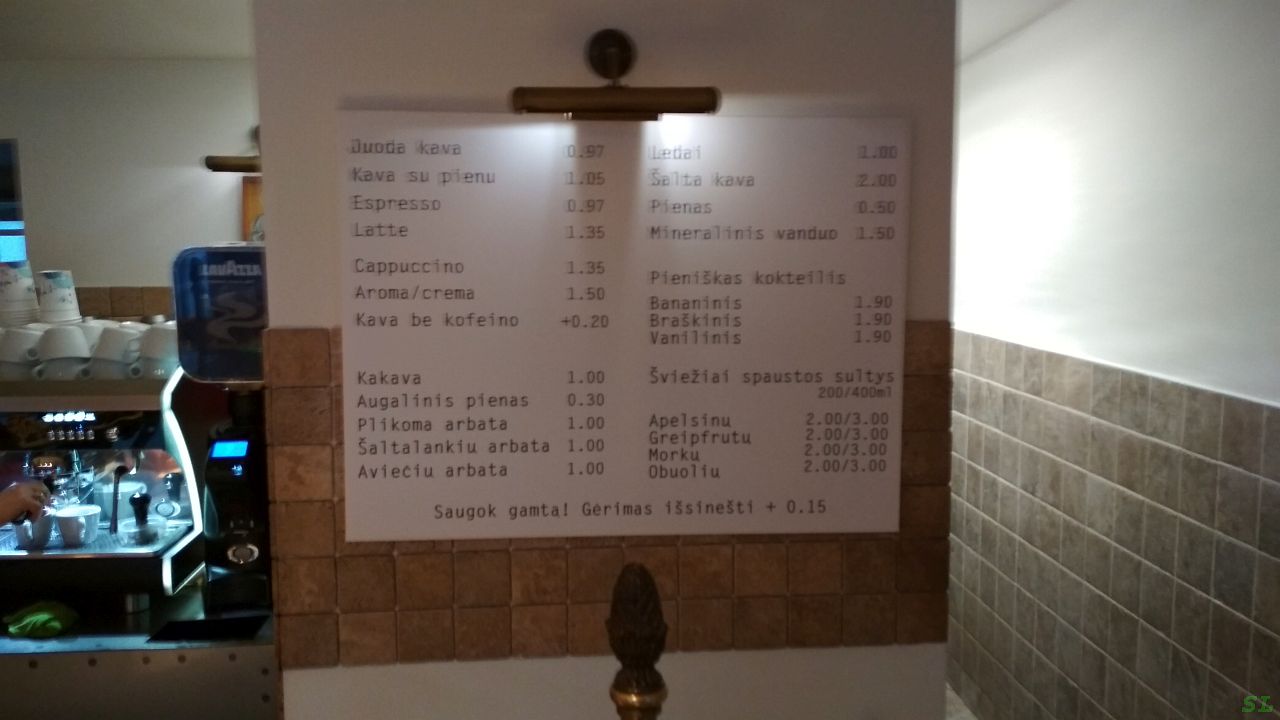 LAVAZZA
Juoda kava 0.97
Kava su pienu 1.05
Espresso 0.97
Latte 1.35
Cappuccino 1.35
Aroma/crema 1.50
Kava be kofeino +0.20
Kakava 1.00
Augalinis pienas 0.30
Plikoma arbata 1.00
Šaltalankiu arbata 1.00
Aviečiu arbata 1.00
Ledai 1.00
Šalta kava 2.00
Pienas 0.50
Mineralinis vanduo 1.50
Pieniškas kokteilis
Bananinis 1.90
Braškinis 1.90
Vanilinis 1.90
Šviežiai spaustos sultys
200/400ml
Apelsinu 2.00/3.00
Greipfrutu 2.00/3.00
Morku 2.00/3.00
Obuoliu 2.00/3.00
Saugok gamta! Gėrimas išsinešti + 0.15
SL